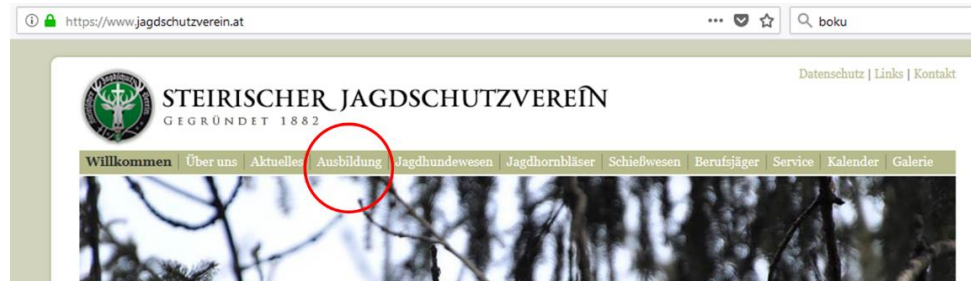 https://www.jagdschutzverein.at
boku
Datenschutz | Links | Kontakt
STEIRISCHER JAGDSCHUTZVEREIN
GEGRÜNDET 1882
Willkommen | Über uns | Aktuelles | Ausbildung | Jagdhundewesen | Jagdhornbläser | Schießwesen | Berufsjäger | Service | Kalender | Galerie